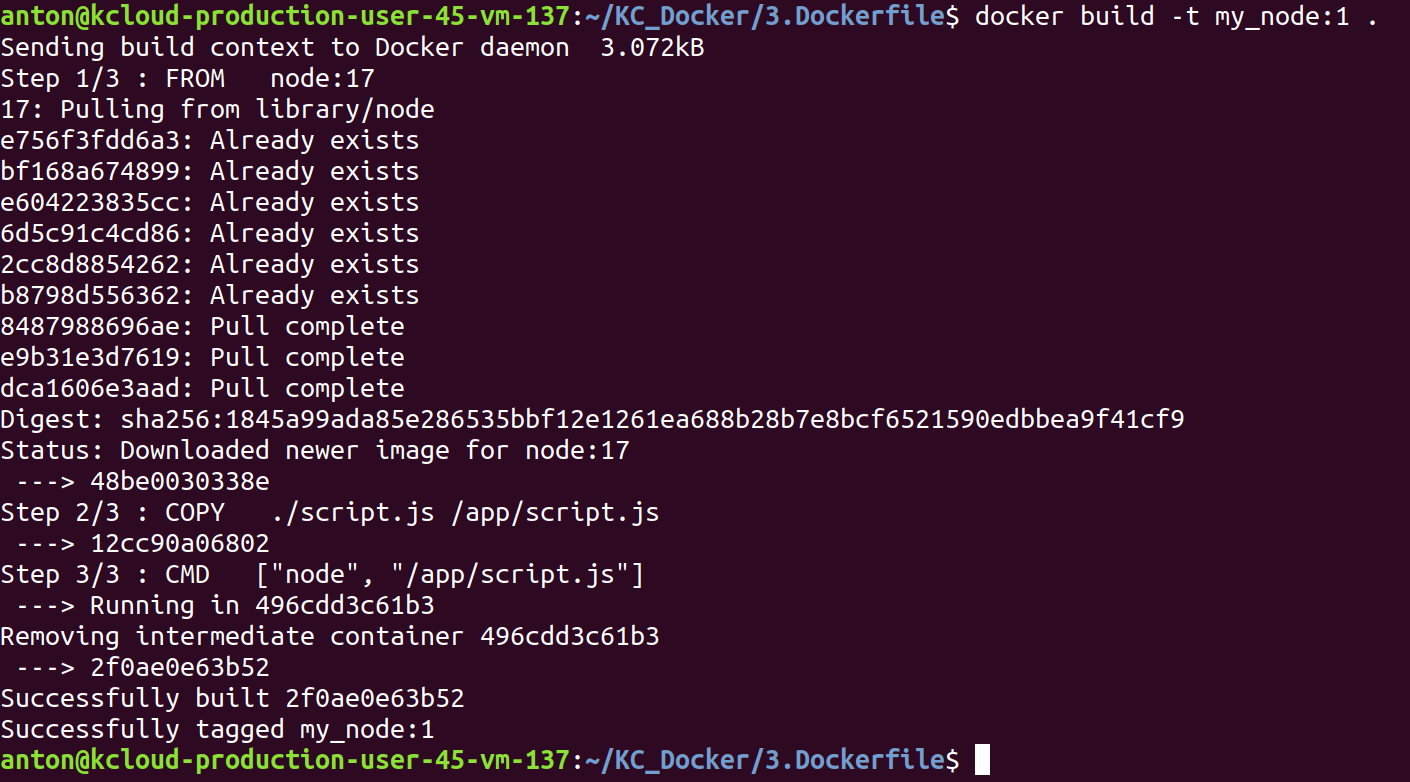 anton@kcloud-production-user-45-vm-137:~/KC_Docker/3.Dockerfile$ docker build -t my_node:1 .
Sending build context to Docker daemon  3.072kB
Step 1/3 : FROM   node:17
17: Pulling from library/node
e756f3fdd6a3: Already exists
bf168a674899: Already exists
e604223835cc: Already exists
6d5c91c4cd86: Already exists
2cc8d8854262: Already exists
b8798d556362: Already exists
8487988696ae: Pull complete
e9b31e3d7619: Pull complete
dca1606e3aad: Pull complete
Digest: sha256:1845a99ada85e286535bbf12e1261ea688b28b7e8bcf6521590edbbea9f41cf9
Status: Downloaded newer image for node:17
 ---> 48be0030338e
Step 2/3 : COPY   ./script.js /app/script.js
 ---> 12cc90a06802
Step 3/3 : CMD   ["node", "/app/script.js"]
 ---> Running in 496cdd3c61b3
Removing intermediate container 496cdd3c61b3
 ---> 2f0ae0e63b52
Successfully built 2f0ae0e63b52
Successfully tagged my_node:1
anton@kcloud-production-user-45-vm-137:~/KC_Docker/3.Dockerfile$